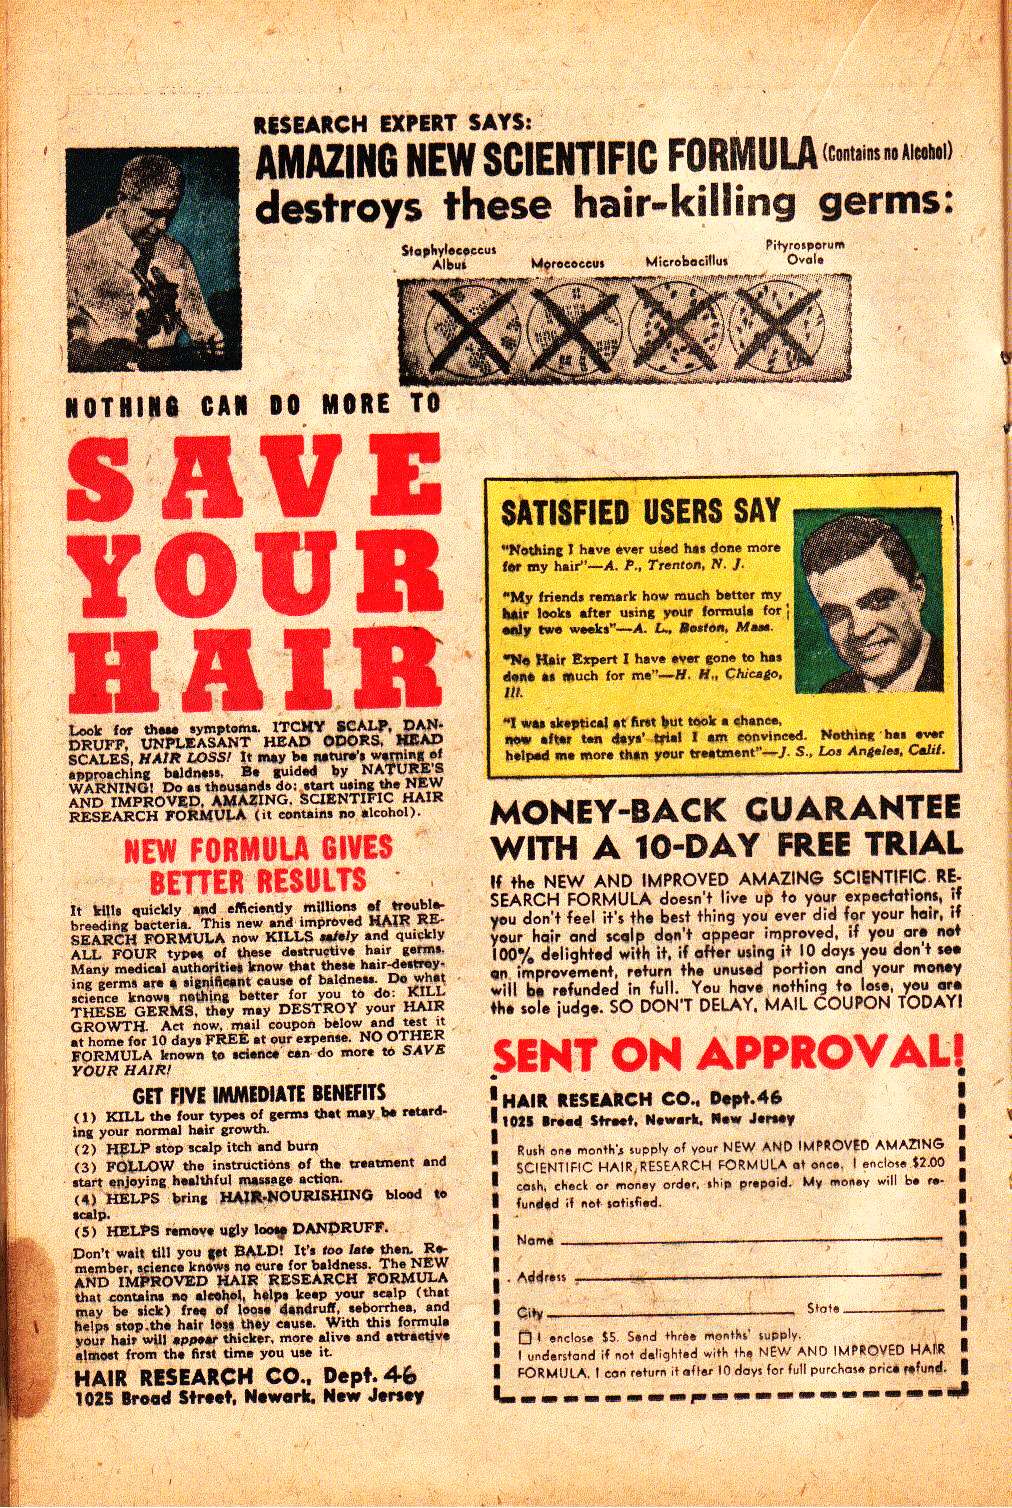 RESEARCH EXPERT SAYS:
AMAZING NEW SCIENTIFIC FORMULA (Contains no Alcohol)
destroys these hair-killing germs:
Staphylococcus
Albus
Morococcus
Microbacillus
Pityrosporum
Ovale
NOTHING CAN DO MORE TO
SAVE
YOUR
HAIR
Look for these symptoms. ITCHY SCALP, DAN-
DRUFF, UNPLEASANT HEAD ODORS, HEAD
SCALES, HAIR LOSS! It may be nature's warning of
approaching baldness. Be guided by NATURE'S
WARNING! Do as thousands do: start using the NEW
AND IMPROVED, AMAZING, SCIENTIFIC HAIR
RESEARCH FORMULA (it contains no alcohol).
NEW FORMULA GIVES
BETTER RESULTS
It kills quickly and efficiently millions of trouble-
breeding bacteria. This new and improved HAIR RE-
SEARCH FORMULA now KILLS safely and quickly
ALL FOUR types of these destructive hair germs.
Many medical authorities know that these hair-destroy-
ing germs are a significant cause of baldness. Do what
science knows nothing better for you to do: KILL
THESE GERMS, they may DESTROY your HAIR
GROWTH. Act now, mail coupon below and test it
at home for 10 days FREE at our expense. NO OTHER
FORMULA known to science can do more to SAVE
YOUR HAIR!
GET FIVE IMMEDIATE BENEFITS
(1) KILL the four types of germs that may be retard-
ing your normal hair growth.
(2) HELP stop scalp itch and burn
(3) FOLLOW the instructions of the treatment and
start enjoying healthful massage action.
(4) HELPS bring HAIR-NOURISHING blood to
scalp.
(5) HELPS remove ugly loose DANDRUFF.
Don't wait till you get BALD! It's too late then. Re-
member, science knows no cure for baldness. The NEW
AND IMPROVED HAIR RESEARCH FORMULA
that contains no alcohol, helps keep your scalp (that
may be sick) free of loose dandruff, seborrhea, and
helps stop the hair loss they cause. With this formula
your hair will appear thicker, more alive and attractive
almost from the first time you use it.
HAIR RESEARCH CO., Dept. 46
1025 Broad Street, Newark, New Jersey
SATISFIED USERS SAY
"Nothing I have ever used has done more
for my hair"—A. P., Trenton, N. J.
"My friends remark how much better my
hair looks after using your formula for
only two weeks"—A. L., Boston, Mass.
"No Hair Expert I have ever gone to has
done as much for me"—H. H., Chicago,
Ill.
"I was skeptical at first but took a chance,
now after ten days' trial I am convinced. Nothing has ever
helped me more than your treatment"—J. S., Los Angeles, Calif.
MONEY-BACK GUARANTEE
WITH A 10-DAY FREE TRIAL
If the NEW AND IMPROVED AMAZING SCIENTIFIC RE-
SEARCH FORMULA doesn't live up to your expectations, if
you don't feel it's the best thing you ever did for your hair, if
your hair and scalp don't appear improved, if you are not
100% delighted with it, if after using it 10 days you don't see
an improvement, return the unused portion and your money
will be refunded in full. You have nothing to lose, you are
the sole judge. SO DON'T DELAY, MAIL COUPON TODAY!
SENT ON APPROVAL!
HAIR RESEARCH CO., Dept. 46
1025 Broad Street, Newark, New Jersey
Rush one month's supply of your NEW AND IMPROVED AMAZING
SCIENTIFIC HAIR RESEARCH FORMULA at once. I enclose $2.00
cash, check or money order, ship prepaid. My money will be re-
funded if not satisfied.
Name
Address
City State
I enclose $5. Send three months' supply.
I understand if not delighted with the NEW AND IMPROVED HAIR
FORMULA, I can return it after 10 days for full purchase price refund.